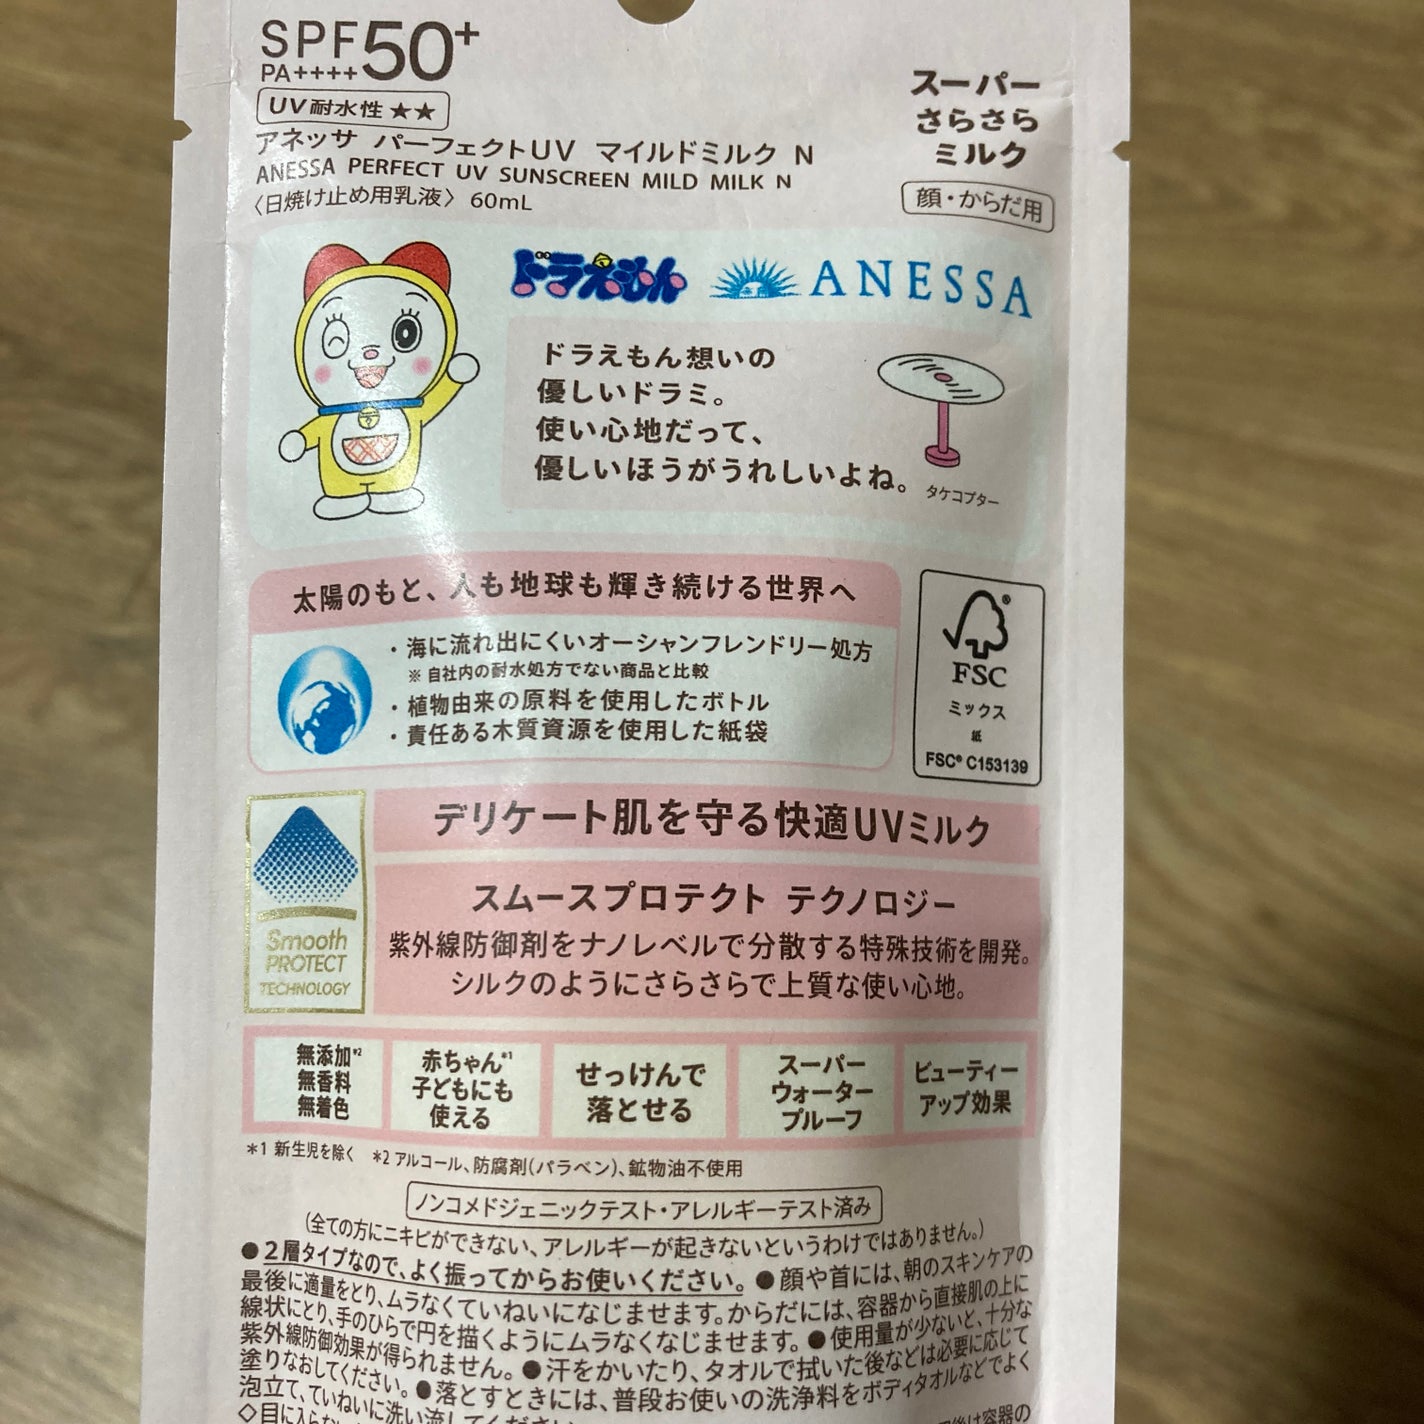 SPF50+
PA++++
UV耐水性★★
アネッサ パーフェクトUV マイルドミルク N
ANESSA PERFECT UV SUNSCREEN MILD MILK N
〈日焼け止め用乳液〉 60mL
スーパー
さらさら
ミルク
顔・からだ用
ドラえもん ANESSA
ドラえもん想いの
優しいドラミ。
使い心地だって、
優しいほうがうれしいよね。
タケコプター
太陽のもと、人も地球も輝き続ける世界へ
・海に流れ出にくいオーシャンフレンドリー処方
※自社内の耐水処方でない商品と比較
・植物由来の原料を使用したボトル
・責任ある木質資源を使用した紙袋
®
FSC
ミックス
紙
FSC® C153139
デリケート肌を守る快適UVミルク
Smooth
PROTECT
TECHNOLOGY
スムースプロテクト テクノロジー
紫外線防御剤をナノレベルで分散する特殊技術を開発。
シルクのようにさらさらで上質な使い心地。
無添加*2
無香料
無着色
赤ちゃん*1
子どもにも
使える
せっけんで
落とせる
スーパー
ウォーター
プルーフ
ビューティー
アップ効果
*1 新生児を除く *2 アルコール、防腐剤(パラベン)、鉱物油不使用
ノンコメドジェニックテスト・アレルギーテスト済み
(全ての方にニキビができない、アレルギーが起きないというわけではありません。)
●2層タイプなので、よく振ってからお使いください。●顔や首には、朝のスキンケアの
最後に適量をとり、ムラなくていねいになじませます。からだには、容器から直接肌の上に
線状にとり、手のひらで円を描くようにムラなくなじませます。●使用量が少ないと、十分な
紫外線防御効果が得られません。●汗をかいたり、タオルで拭いた後などは必要に応じて
塗りなおしてください。●落とすときには、普段お使いの洗浄料をボディタオルなどでよく
泡立て、ていねいに洗い流してください。
◇目に入らない
後は容器の